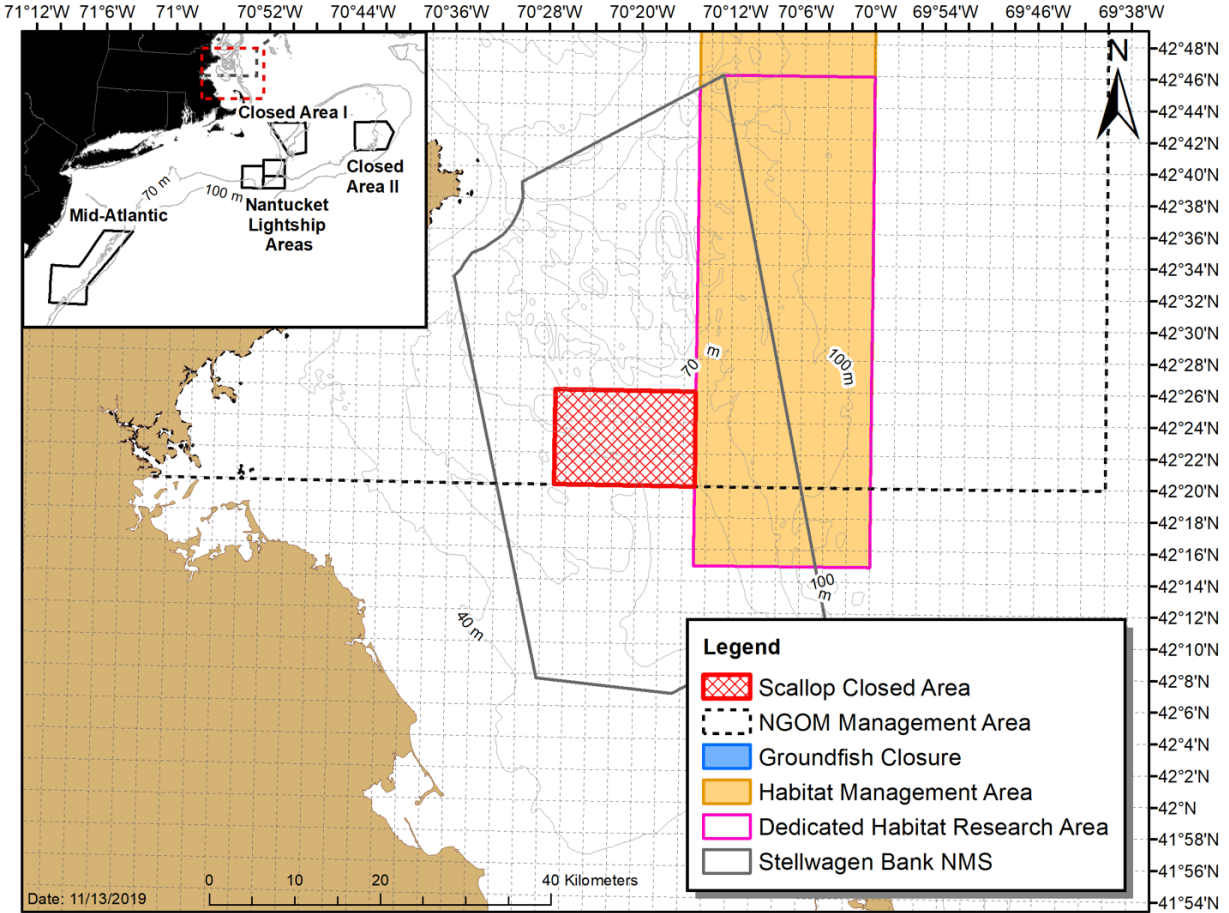 71°12'W 71°6'W 71°W 70°52'W 70°44'W 70°36'W 70°28'W 70°20'W 70°12'W 70°6'W 70°W 69°54'W 69°46'W 69°38'W
42°48'N
42°46'N
42°44'N
42°42'N
42°40'N
42°38'N
42°36'N
42°34'N
42°32'N
42°30'N
42°28'N
42°26'N
42°24'N
42°22'N
42°20'N
42°18'N
42°16'N
42°14'N
42°12'N
42°10'N
42°8'N
42°6'N
42°4'N
42°2'N
42°N
41°58'N
41°56'N
41°54'N
N
Closed Area I
Closed
Area II
70 m
100 m
Nantucket
Lightship
Areas
Mid-Atlantic
70 m
100 m
100
m
40 m
Legend
Scallop Closed Area
NGOM Management Area
Groundfish Closure
Habitat Management Area
Dedicated Habitat Research Area
Stellwagen Bank NMS
0 10 20 40 Kilometers
Date: 11/13/2019